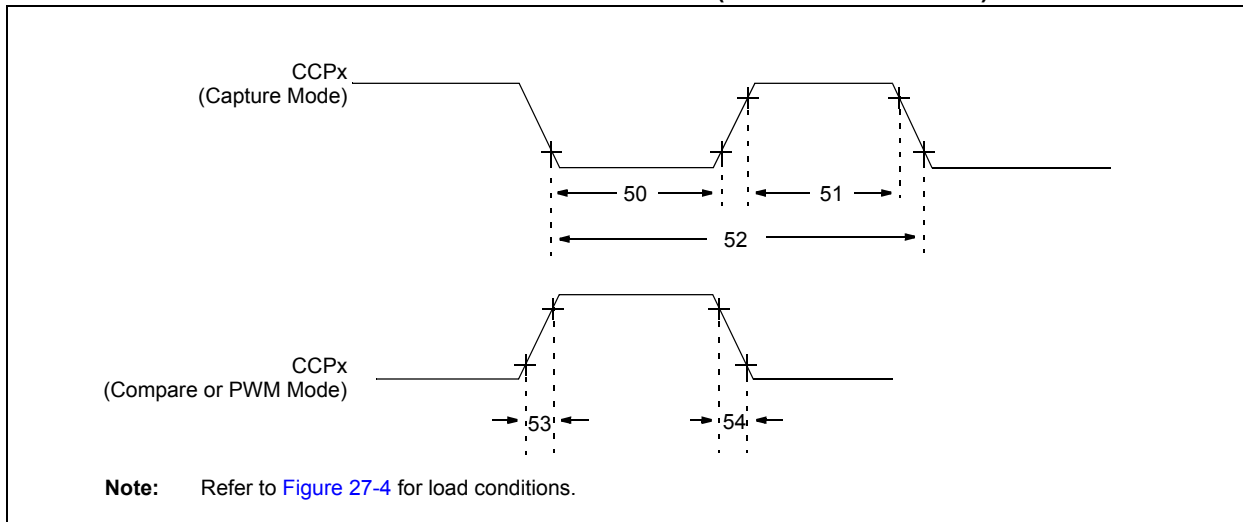 CCPx
(Capture Mode)
50
51
52
CCPx
(Compare or PWM Mode)
53
54
Note: Refer to Figure 27-4 for load conditions.